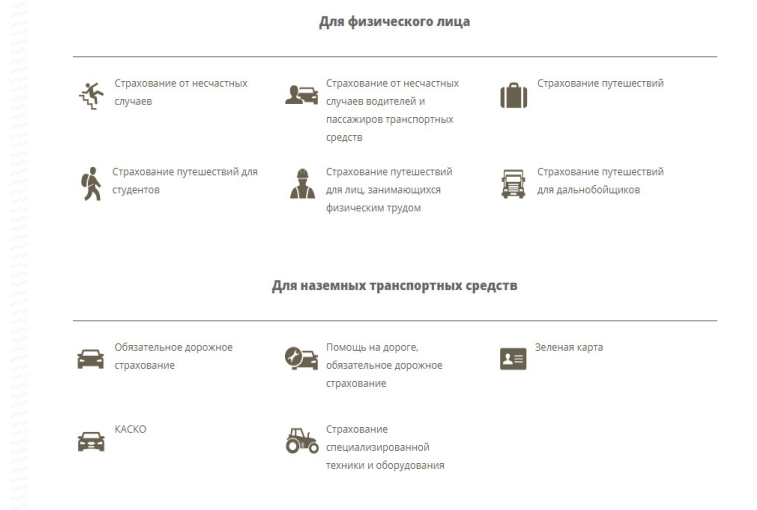 Для физического лица
Страхование от несчастных
случаев
Страхование от несчастных
случаев водителей и
пассажиров транспортных
средств
Страхование путешествий
Страхование путешествий для
студентов
Страхование путешествий
для лиц, занимающихся
физическим трудом
Страхование путешествий
для дальнобойщиков
Для наземных транспортных средств
Обязательное дорожное
страхование
Помощь на дороге,
обязательное дорожное
страхование
Зеленая карта
КАСКО
Страхование
специализированной
техники и оборудования